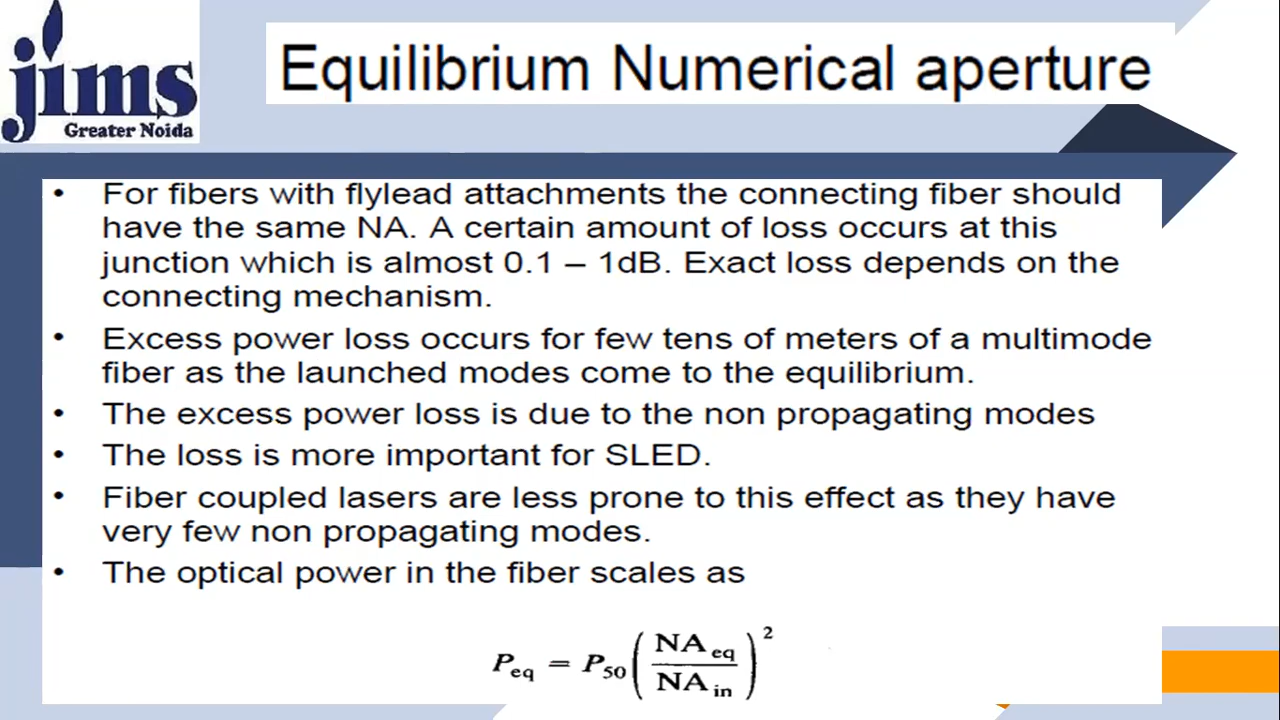 jims
Greater Noida
Equilibrium Numerical aperture
• For fibers with flylead attachments the connecting fiber should
have the same NA. A certain amount of loss occurs at this
junction which is almost 0.1 – 1dB. Exact loss depends on the
connecting mechanism.
• Excess power loss occurs for few tens of meters of a multimode
fiber as the launched modes come to the equilibrium.
• The excess power loss is due to the non propagating modes
• The loss is more important for SLED.
• Fiber coupled lasers are less prone to this effect as they have
very few non propagating modes.
• The optical power in the fiber scales as
P_eq = P_50 (NA_eq / NA_in)^2